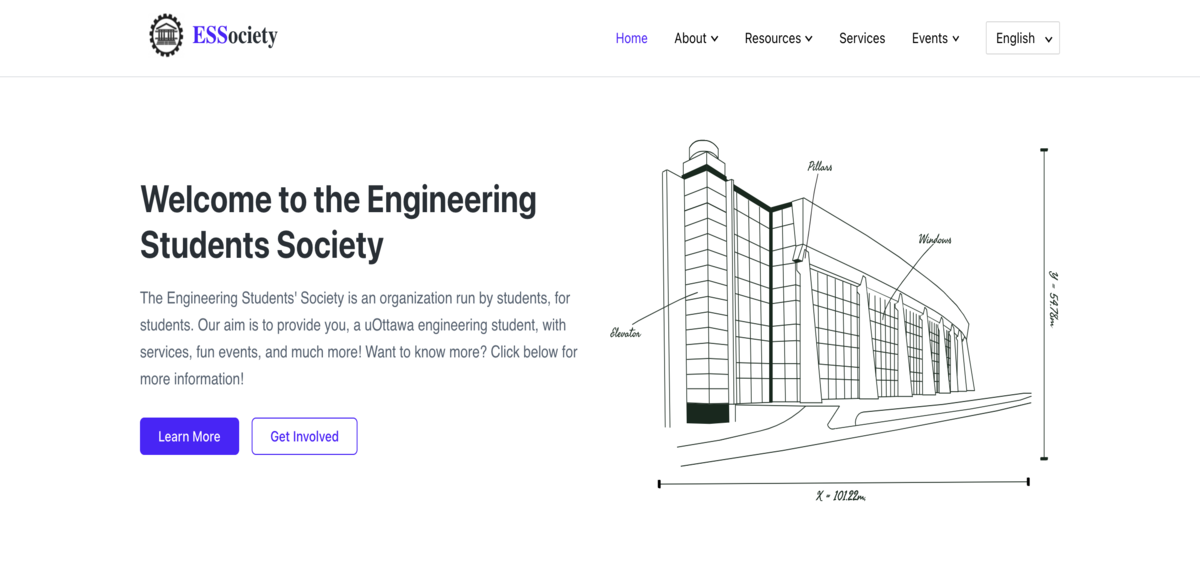 ESSociety
Home About Resources Services Events English
Welcome to the Engineering
Students Society
The Engineering Students' Society is an organization run by students, for
students. Our aim is to provide you, a uOttawa engineering student, with
services, fun events, and much more! Want to know more? Click below for
more information!
Learn More Get Involved
Pillars
Windows
Elevator
Y = 54.78m.
X = 101.22m.